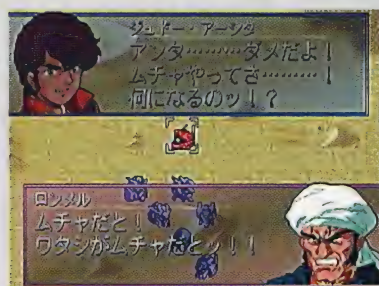 ジュドー・アーシタ
アンタ………ダメだよ！
ムチャやってさ………！
何になるのッ！？
ロンメル
ムチャだと！
ワタシがムチャだとッ！！